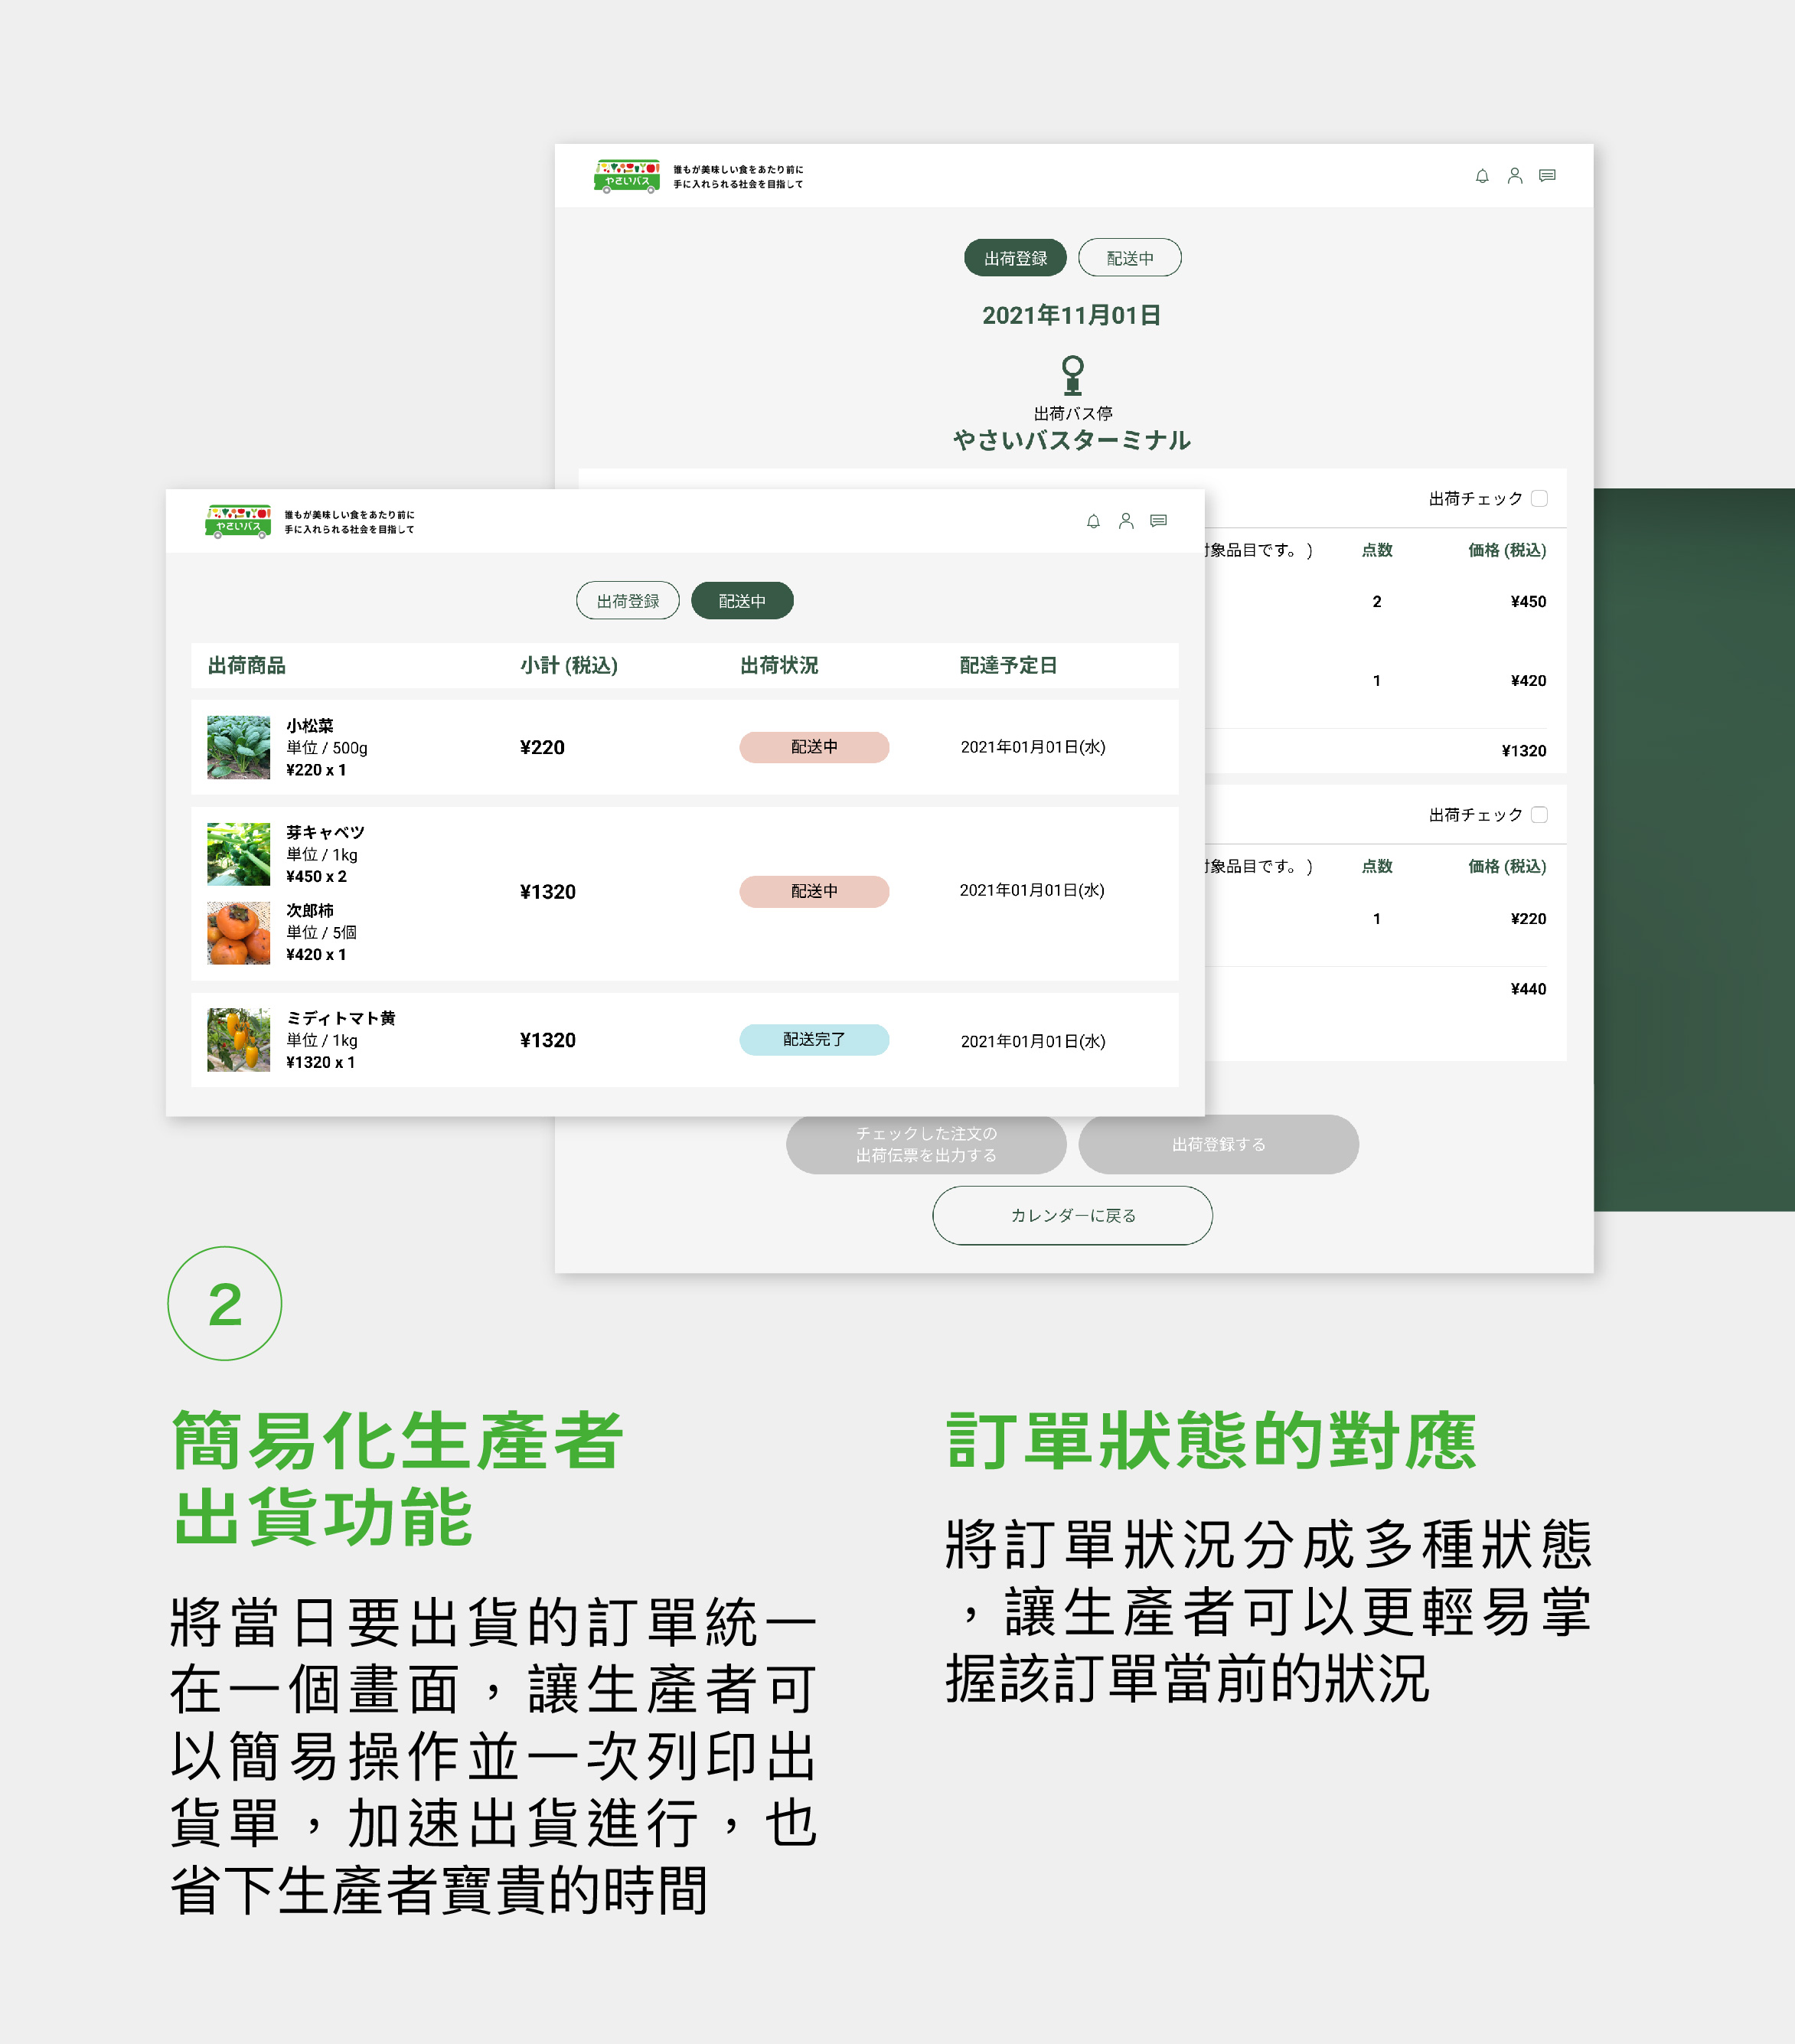 やさいバス
誰もが美味しい食をあたり前に
手に入れられる社会を目指して
出荷登録 配送中
2021年11月01日
出荷バス停
やさいバスターミナル
出荷チェック
対象品目です。 ) 点数 価格 (税込)
2 ¥450
1 ¥420
¥1320
出荷チェック
対象品目です。 ) 点数 価格 (税込)
1 ¥220
¥440
チェックした注文の
出荷伝票を出力する
出荷登録する
カレンダーに戻る
やさいバス
誰もが美味しい食をあたり前に
手に入れられる社会を目指して
出荷登録 配送中
出荷商品 小計 (税込) 出荷状況 配達予定日
小松菜
単位 / 500g
¥220 x 1
¥220 配送中 2021年01月01日(水)
芽キャベツ
単位 / 1kg
¥450 x 2
次郎柿
単位 / 5個
¥420 x 1
¥1320 配送中 2021年01月01日(水)
ミディトマト黄
単位 / 1kg
¥1320 x 1
¥1320 配送完了 2021年01月01日(水)
2
簡易化生產者
出貨功能
將當日要出貨的訂單統一
在一個畫面，讓生產者可
以簡易操作並一次列印出
貨單，加速出貨進行，也
省下生產者寶貴的時間
訂單狀態的對應
將訂單狀況分成多種狀態
，讓生產者可以更輕易掌
握該訂單當前的狀況